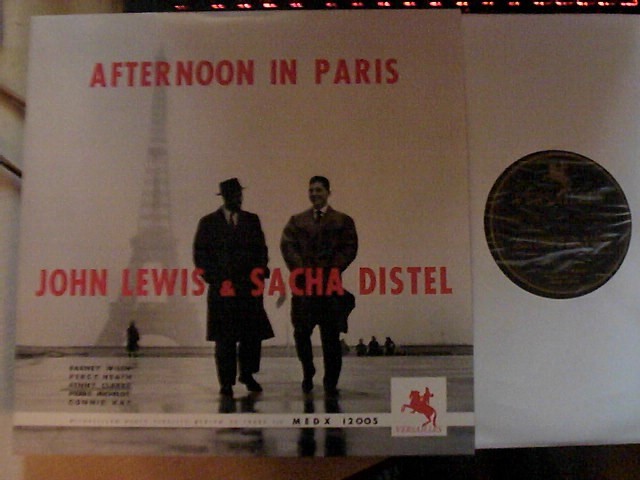 AFTERNOON IN PARIS
JOHN LEWIS & SACHA DISTEL
BARNEY WILEN
PERCY HEATH
KENNY CLARKE
PIERRE MICHELOT
CONNIE KAY
MEDX 12005
VERSAILLES